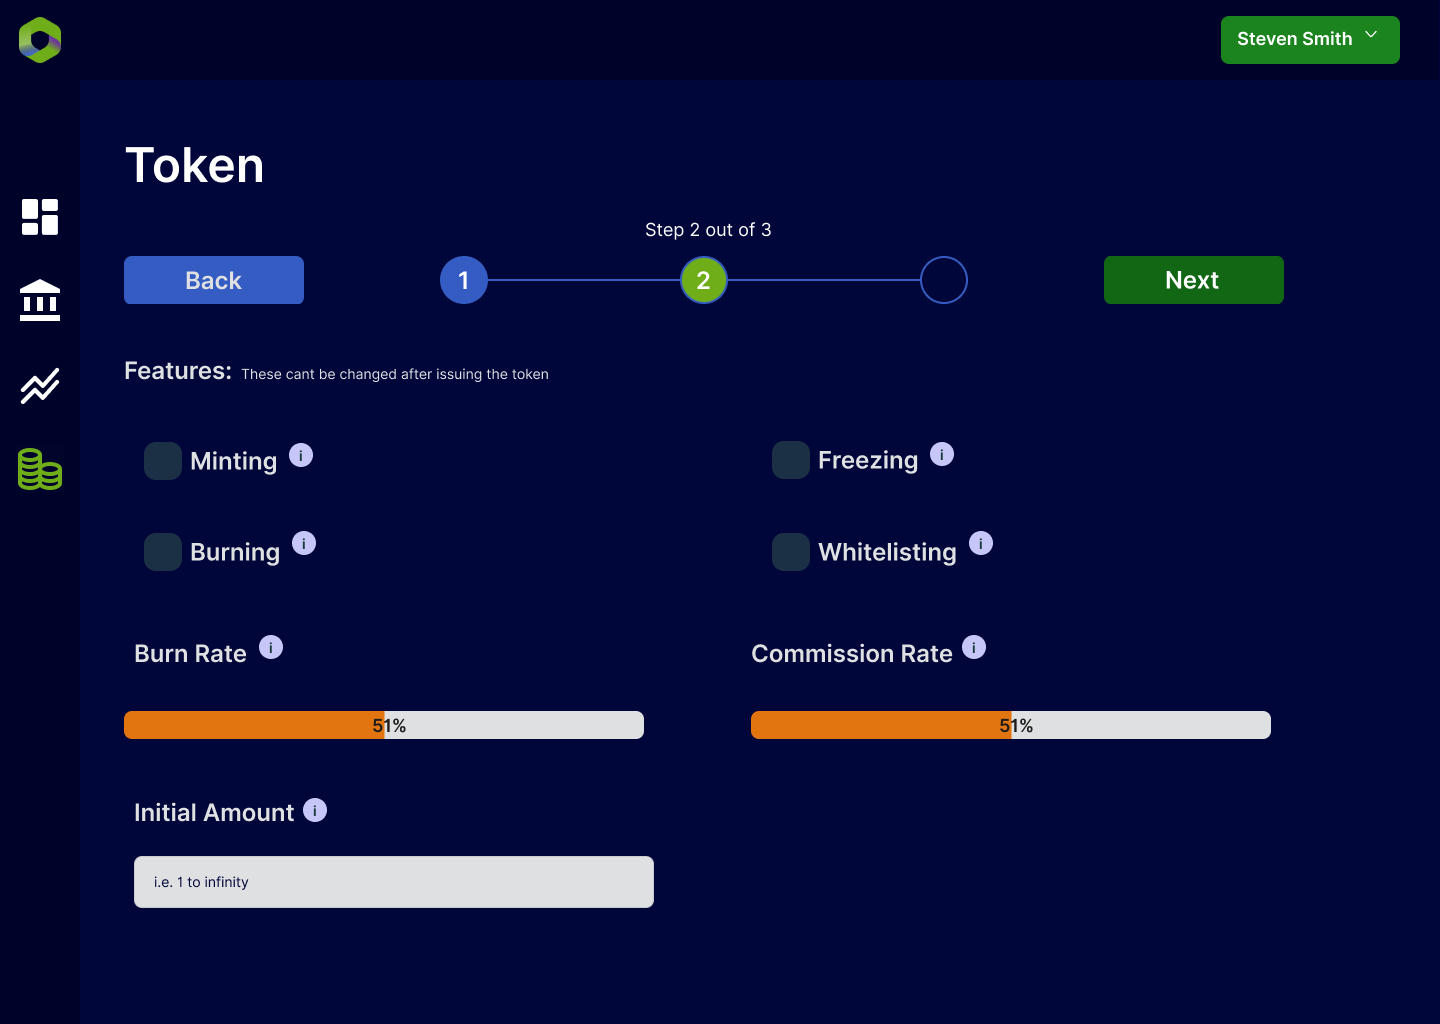 Steven Smith
Token
Step 2 out of 3
Back
1
2
Next
Features: These cant be changed after issuing the token
Minting i
Freezing i
Burning i
Whitelisting i
Burn Rate i
Commission Rate i
51%
51%
Initial Amount i
i.e. 1 to infinity